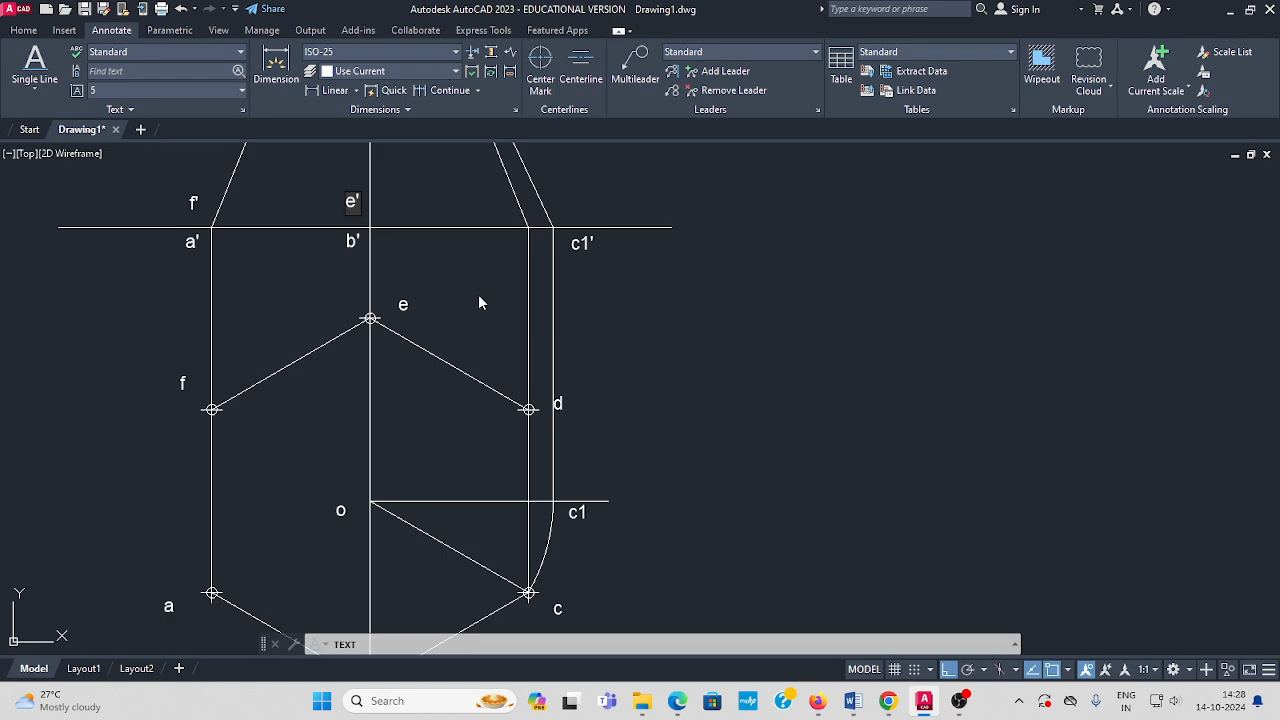 Autodesk AutoCAD 2023 - EDUCATIONAL VERSION Drawing1.dwg
CAD
Share
Type a keyword or phrase
Sign In
Home Insert Annotate Parametric View Manage Output Add-ins Collaborate Express Tools Featured Apps
Single Line
Standard
Find text
5
Text
Dimension
ISO-25
Use Current
Linear Quick Continue
Dimensions
Center Mark
Centerline
Centerlines
Multileader
Standard
Add Leader
Remove Leader
Leaders
Table
Standard
Extract Data
Link Data
Tables
Wipeout
Revision Cloud
Markup
Add Current Scale
Scale List
Annotation Scaling
Start Drawing1*
[−][Top][2D Wireframe]
f'
e'
a'
b'
c1'
e
f
d
o
c1
a
c
Y
X
TEXT
Model Layout1 Layout2
MODEL
1:1
27°C
Mostly cloudy
Search
ENG
IN
14:28
14-10-2024